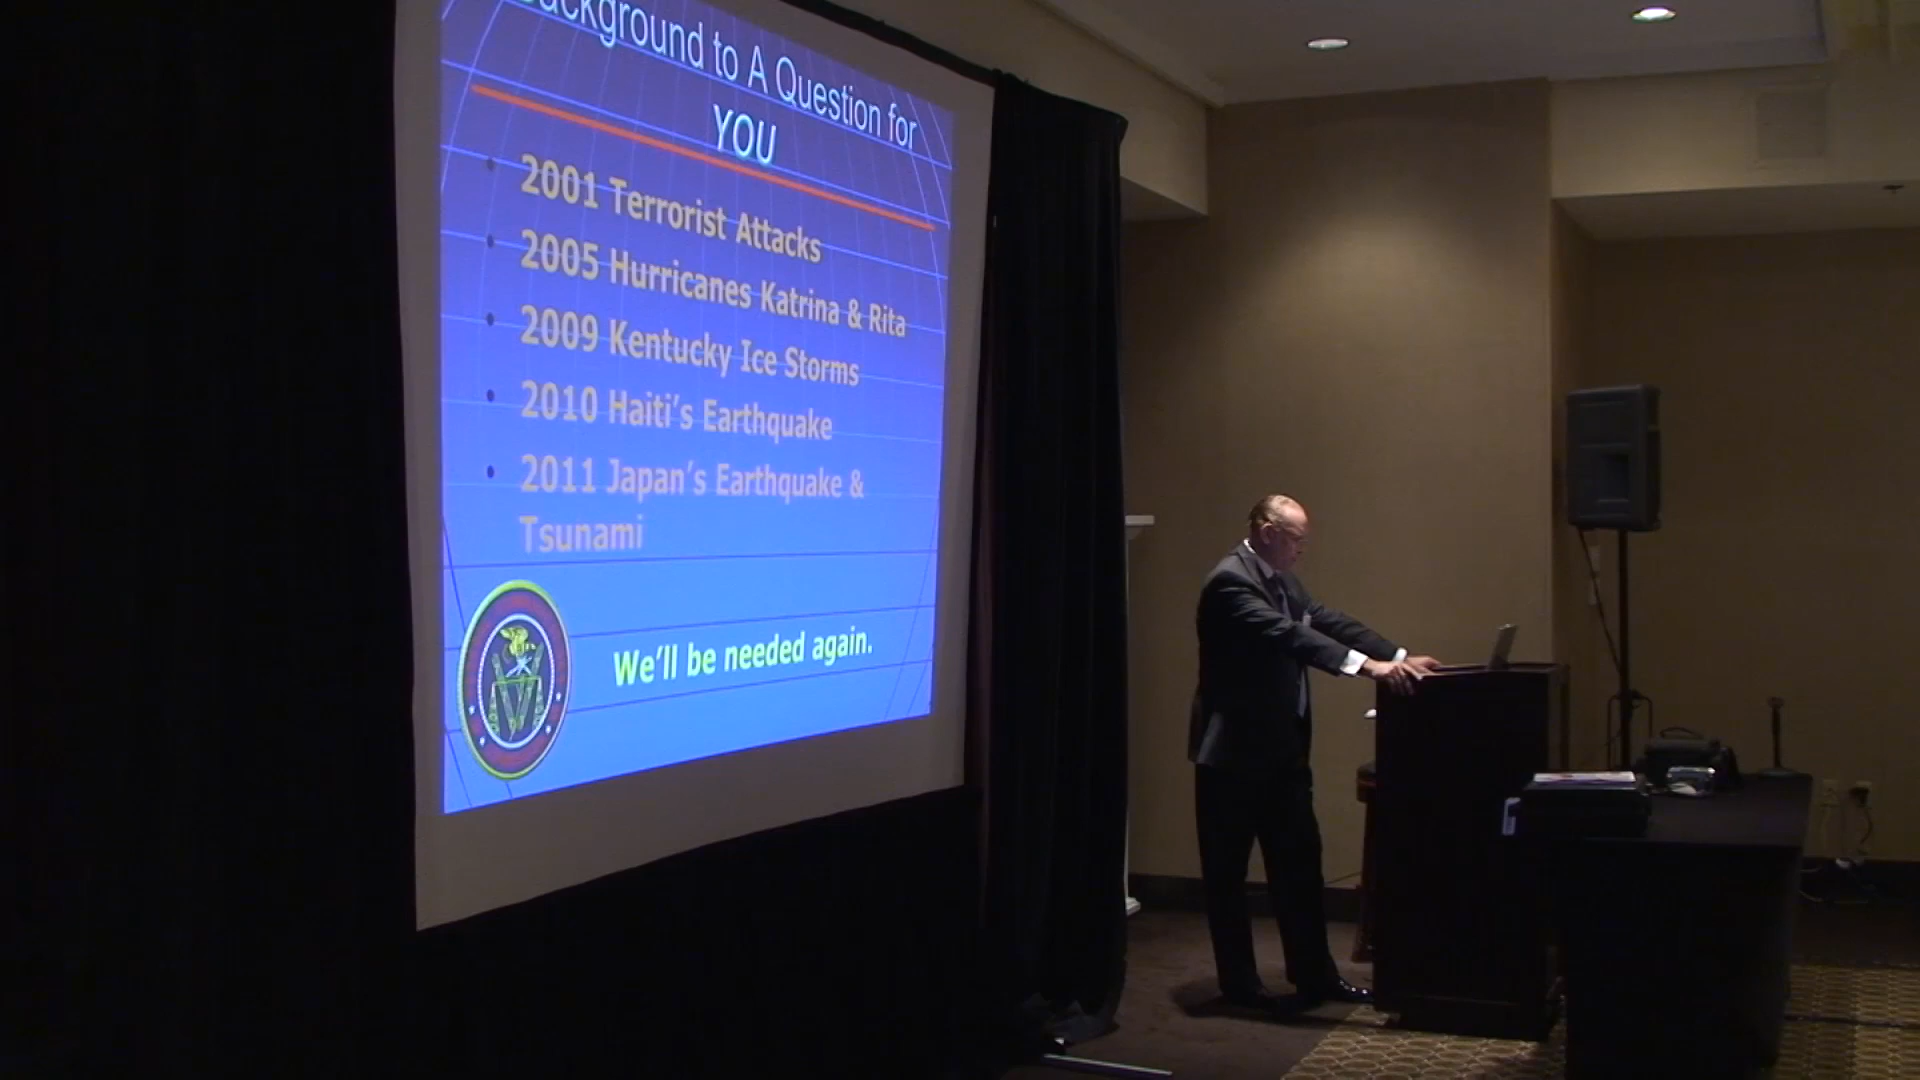 Background to A Question for
YOU
2001 Terrorist Attacks
2005 Hurricanes Katrina & Rita
2009 Kentucky Ice Storms
2010 Haiti's Earthquake
2011 Japan's Earthquake &
Tsunami
We'll be needed again.